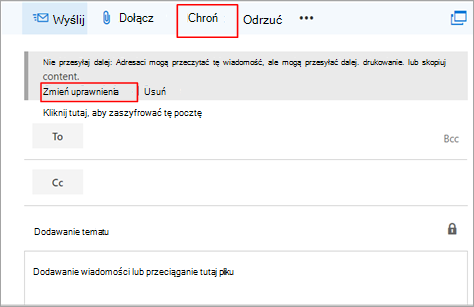 Wyślij Dołącz Chroń Odrzuć •••
Nie przesyłaj dalej: Adresaci mogą przeczytać tę wiadomość, ale mogą przesyłać dalej. drukowanie. lub skopiuj
content.
Zmień uprawnienia | Usuń
Kliknij tutaj, aby zaszyfrować tę pocztę
To Bcc
Cc
Dodawanie tematu
Dodawanie wiadomości lub przeciąganie tutaj płku